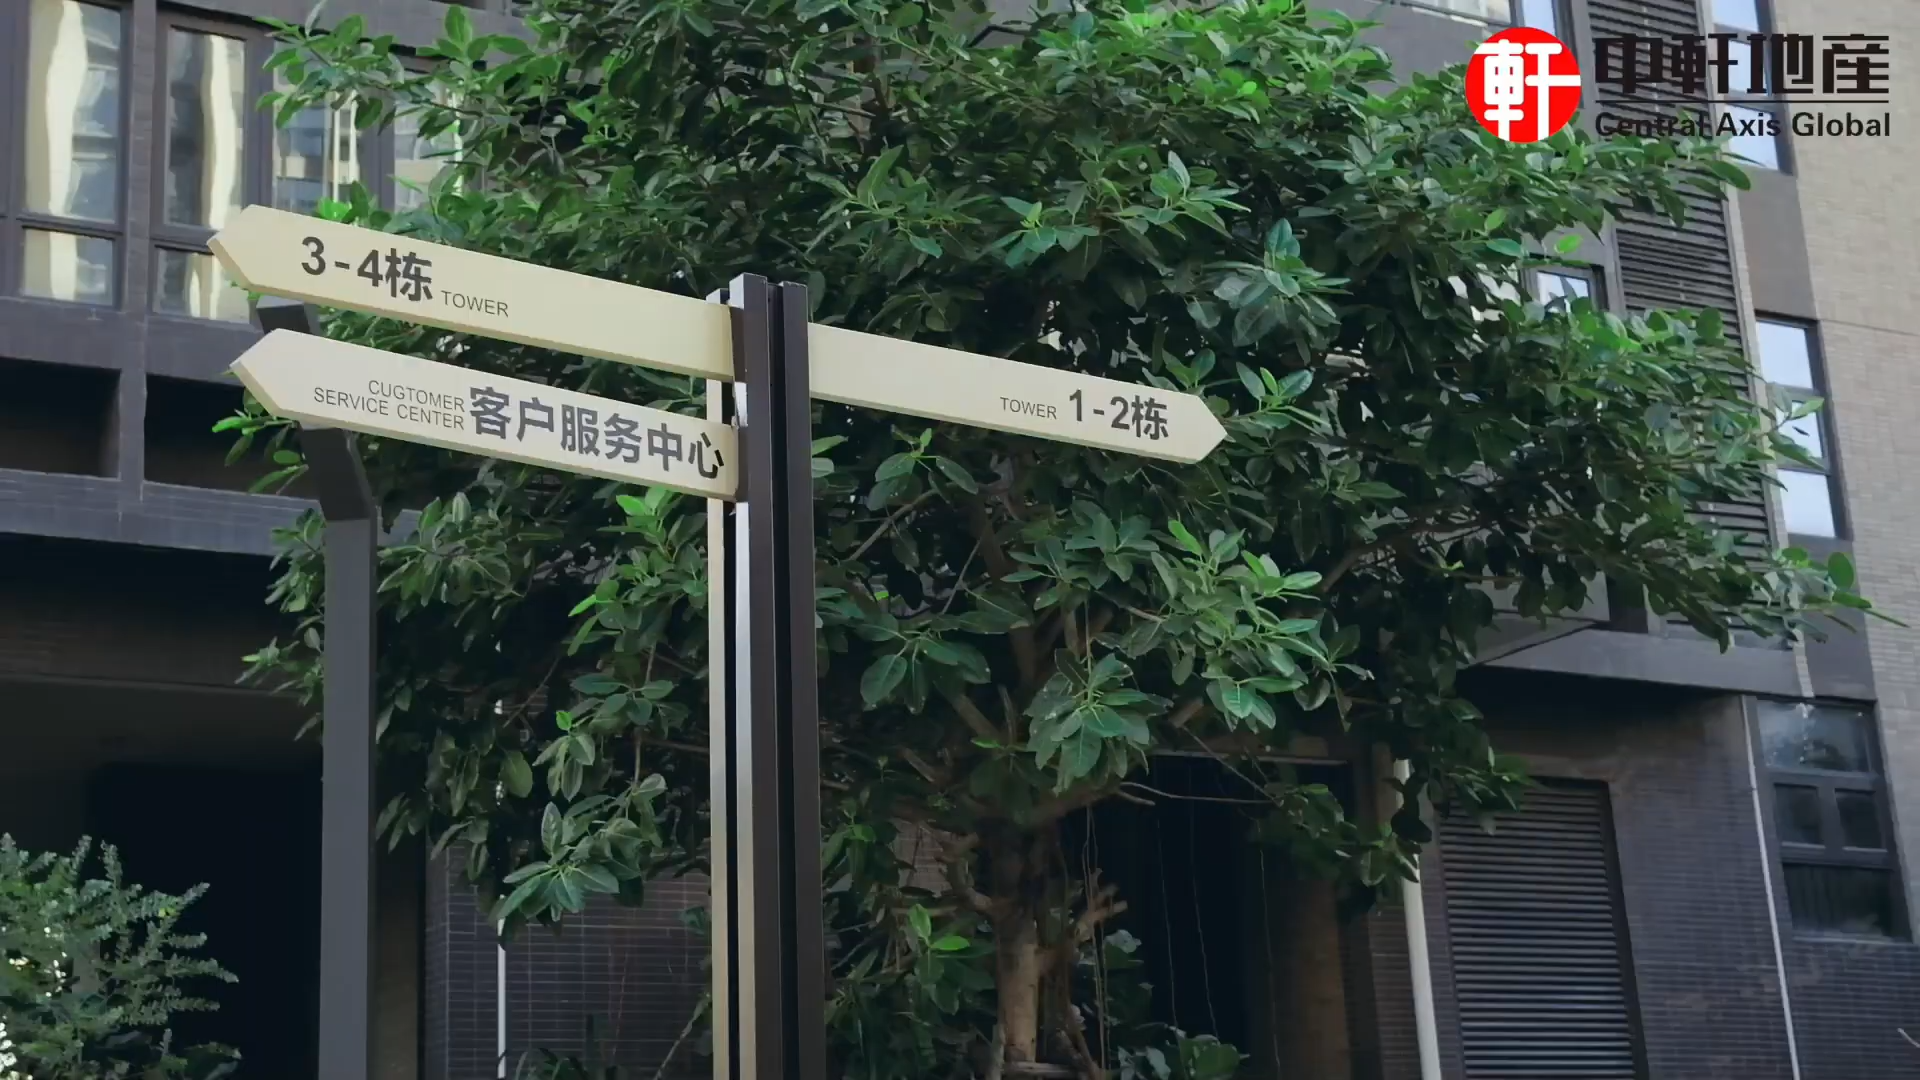 軒
中軒地産
Central Axis Global
3-4栋 TOWER
CUGTOMER
SERVICE CENTER
客户服务中心
TOWER 1-2栋